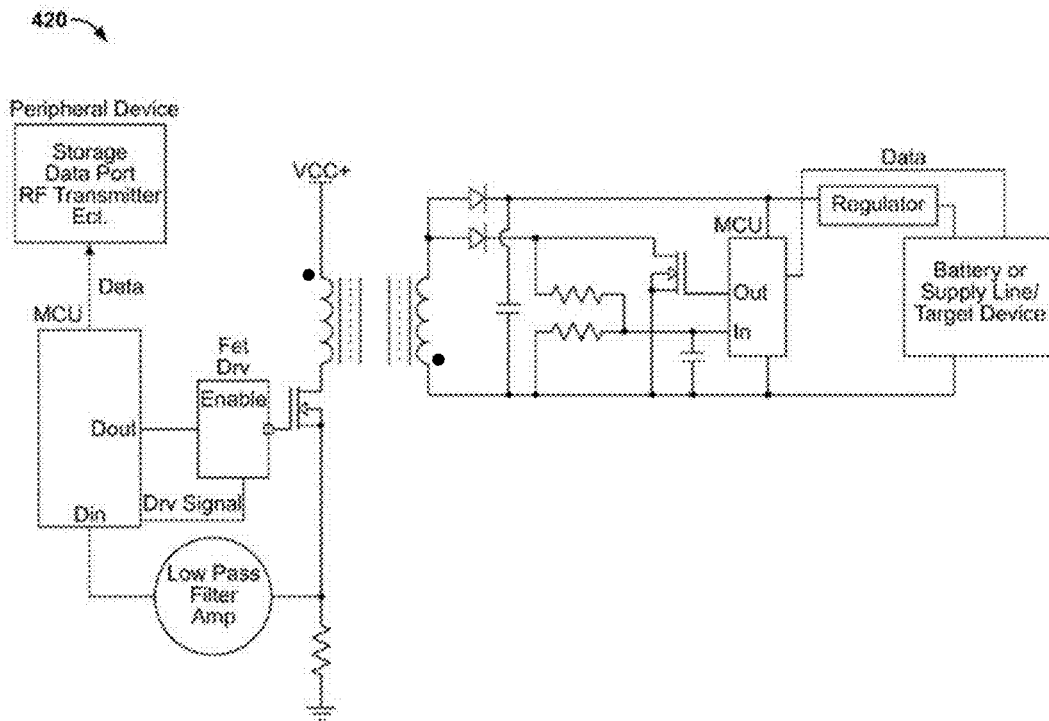 420
Peripheral Device
Storage
Data Port
RF Transmitter
Ect.
Data
MCU
Dout
Din
Drv Signal
Fet
Drv
Enable
Low Pass
Filter
Amp
VCC+
Data
MCU
Out
In
Regulator
Battery or
Supply Line/
Target Device